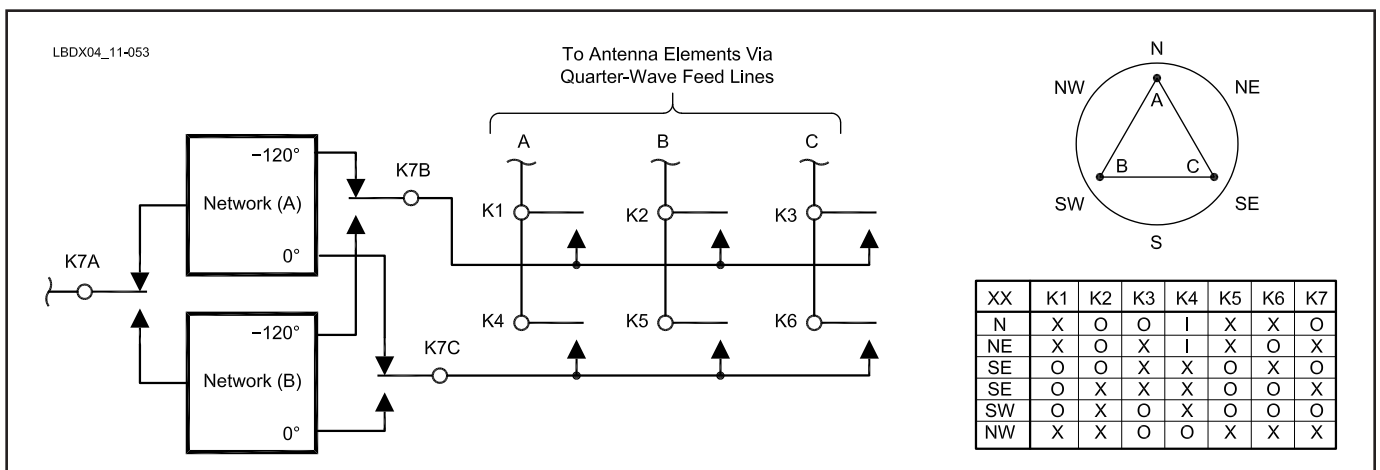 LBDX04_11-053
To Antenna Elements Via
Quarter-Wave Feed Lines
A B C
−120°
Network (A)
0°
K7A
−120°
Network (B)
0°
K7B
K7C
K1 K2 K3
K4 K5 K6
N
NW NE
A
B C
SW SE
S
XX K1 K2 K3 K4 K5 K6 K7
N X O O I X X O
NE X O X I X O X
SE O O X X O X O
SE O X X X O O X
SW O X O X O O O
NW X X O O X X X